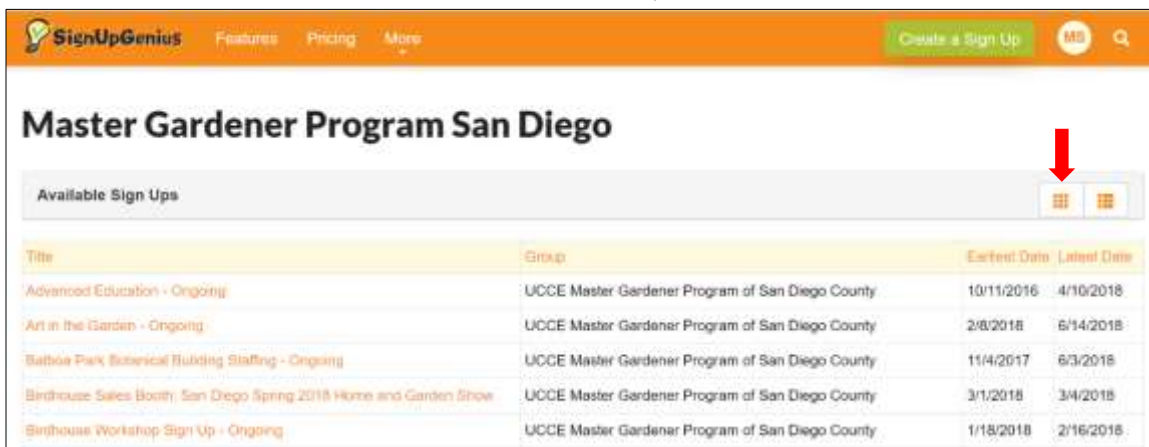 SignUpGenius Features Pricing More Create a Sign Up MS
Master Gardener Program San Diego
Available Sign Ups
Title Group Earliest Date Latest Date
Advanced Education - Ongoing UCCE Master Gardener Program of San Diego County 10/11/2016 4/10/2018
Art in the Garden - Ongoing UCCE Master Gardener Program of San Diego County 2/8/2018 6/14/2018
Balboa Park Botanical Building Staffing - Ongoing UCCE Master Gardener Program of San Diego County 11/4/2017 6/3/2018
Birdhouse Sales Booth: San Diego Spring 2018 Home and Garden Show UCCE Master Gardener Program of San Diego County 3/1/2018 3/4/2018
Birdhouse Workshop Sign Up - Ongoing UCCE Master Gardener Program of San Diego County 1/18/2018 2/16/2018